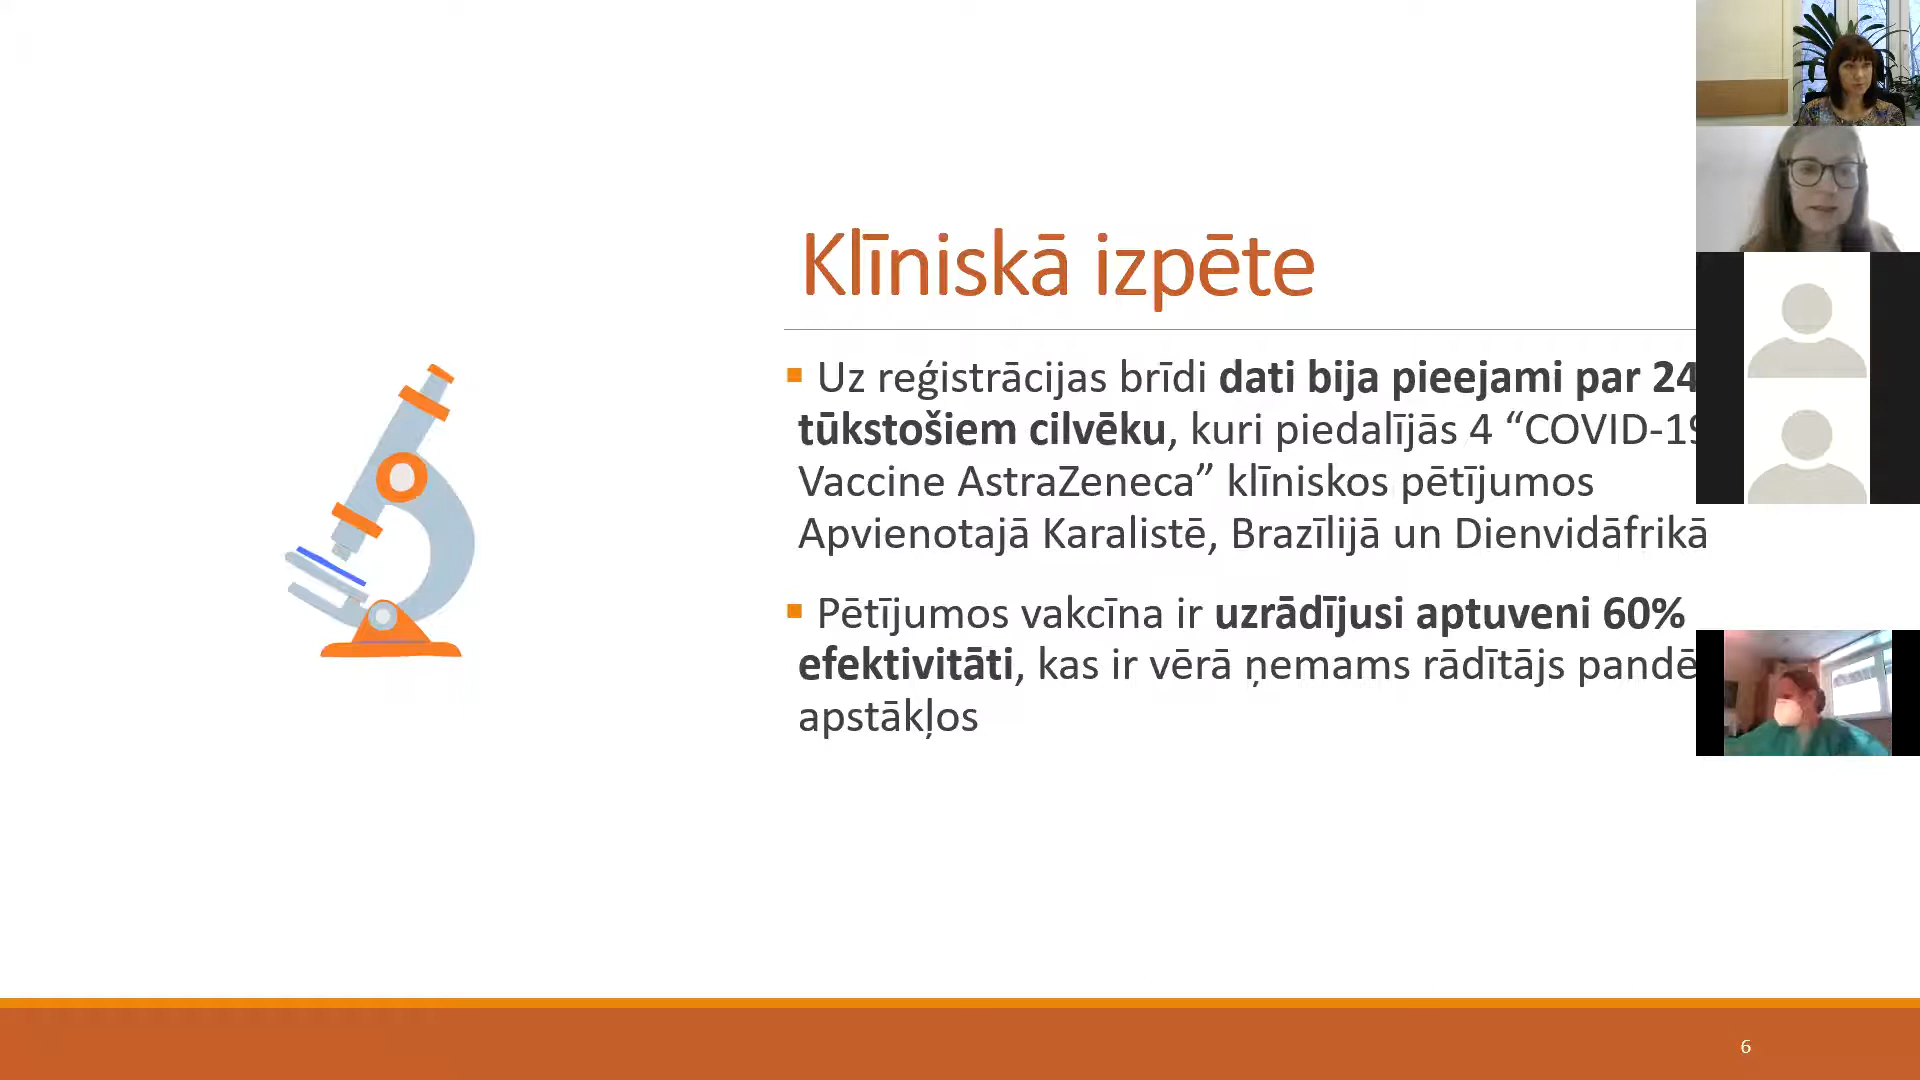 Klīniskā izpēte
Uz reģistrācijas brīdi dati bija pieejami par 24
tūkstošiem cilvēku, kuri piedalījās 4 “COVID-19
Vaccine AstraZeneca” klīniskos pētījumos
Apvienotajā Karalistē, Brazīlijā un Dienvidāfrikā
Pētījumos vakcīna ir uzrādījusi aptuveni 60%
efektivitāti, kas ir vērā ņemams rādītājs
apstākļos
6